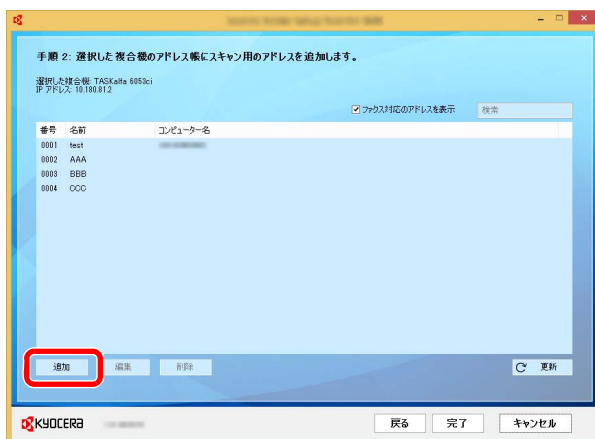 手順 2: 選択した複合機のアドレス帳にスキャン用のアドレスを追加します。
選択した複合機: TASKalfa 6053ci
IP アドレス: 10.180.81.2
ファクス対応のアドレスを表示 検索
番号 名前 コンピューター名
0001 test
0002 AAA
0003 BBB
0004 CCC
追加 編集 削除 更新
KYOCERA 戻る 完了 キャンセル